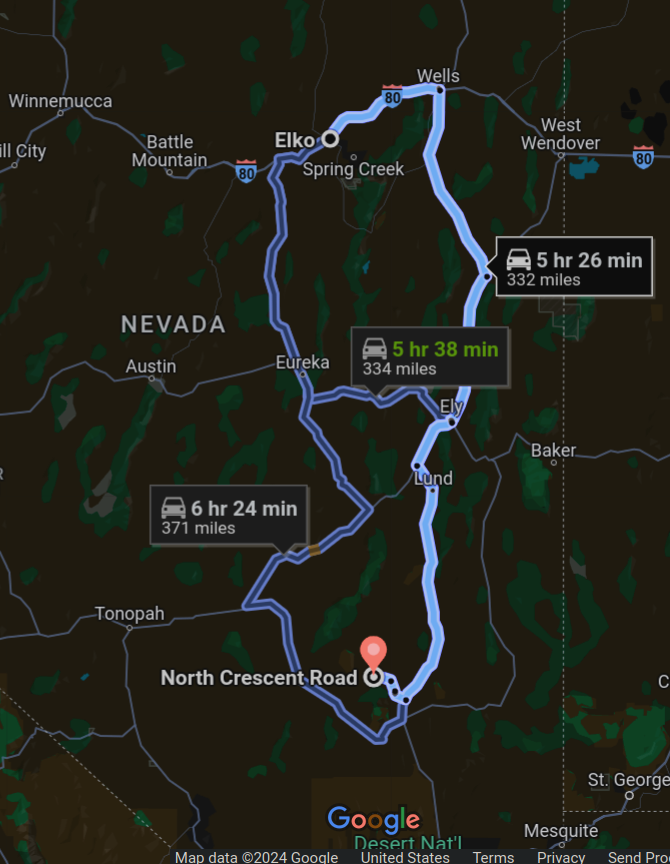 Wells
80
Winnemucca
West
Wendover
Elko
Battle
Mountain
ill City
80
80
Spring Creek
5 hr 26 min
332 miles
NEVADA
5 hr 38 min
334 miles
Eureka
Austin
Ely
Baker
Lund
6 hr 24 min
371 miles
Tonopah
North Crescent Road
C
St. George
Google
Mesquite
Desert Nat'l
Map data ©2024 Google United States Terms Privacy Send Pro